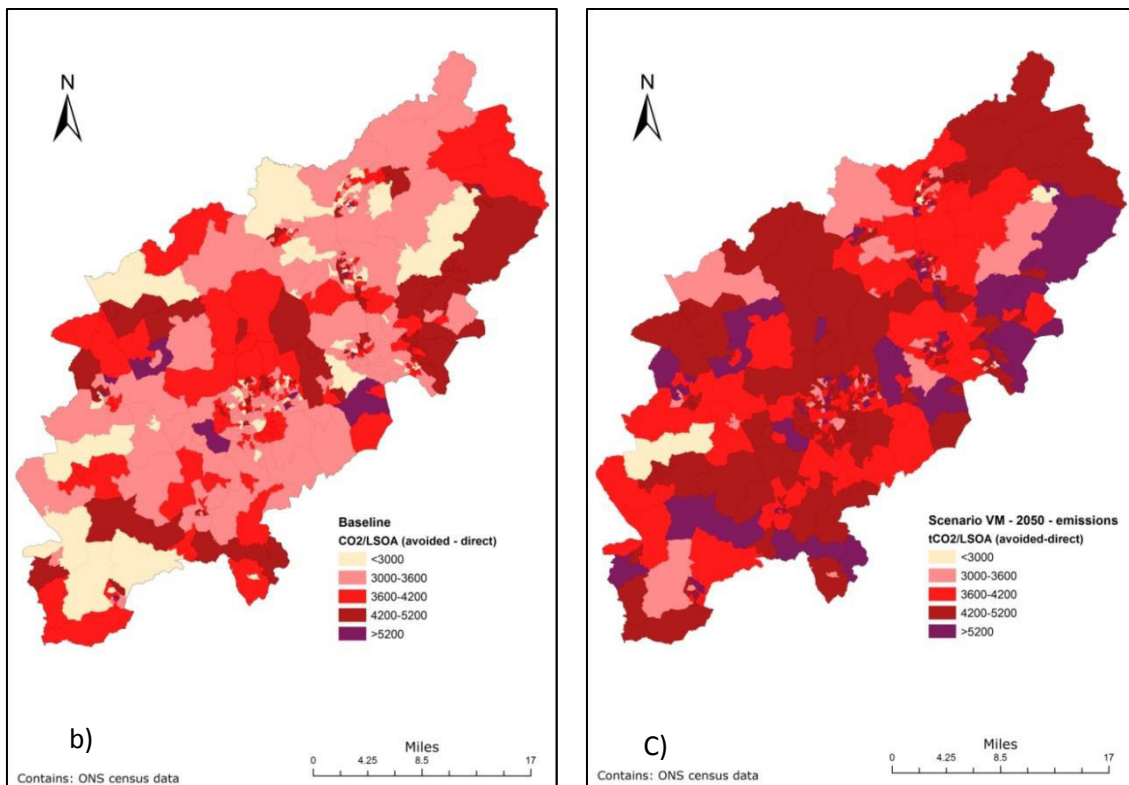 N
Baseline
CO2/LSOA (avoided - direct)
<3000
3000-3600
3600-4200
4200-5200
>5200
b)
Miles
0 4.25 8.5 17
Contains: ONS census data
N
Scenario VM - 2050 - emissions
tCO2/LSOA (avoided-direct)
<3000
3000-3600
3600-4200
4200-5200
>5200
C)
Miles
0 4.25 8.5 17
Contains: ONS census data